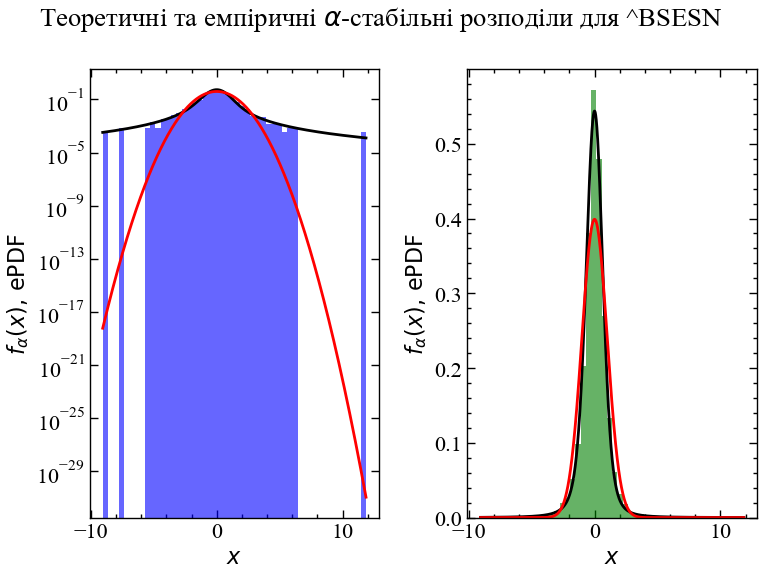 Теоретичні та емпіричні α-стабільні розподіли для ^BSESN
10⁻¹
10⁻⁵
10⁻⁹
10⁻¹³
10⁻¹⁷
10⁻²¹
10⁻²⁵
10⁻²⁹
fα(x), ePDF
−10 0 10
x
0.5
0.4
0.3
0.2
0.1
0.0
fα(x), ePDF
−10 0 10
x